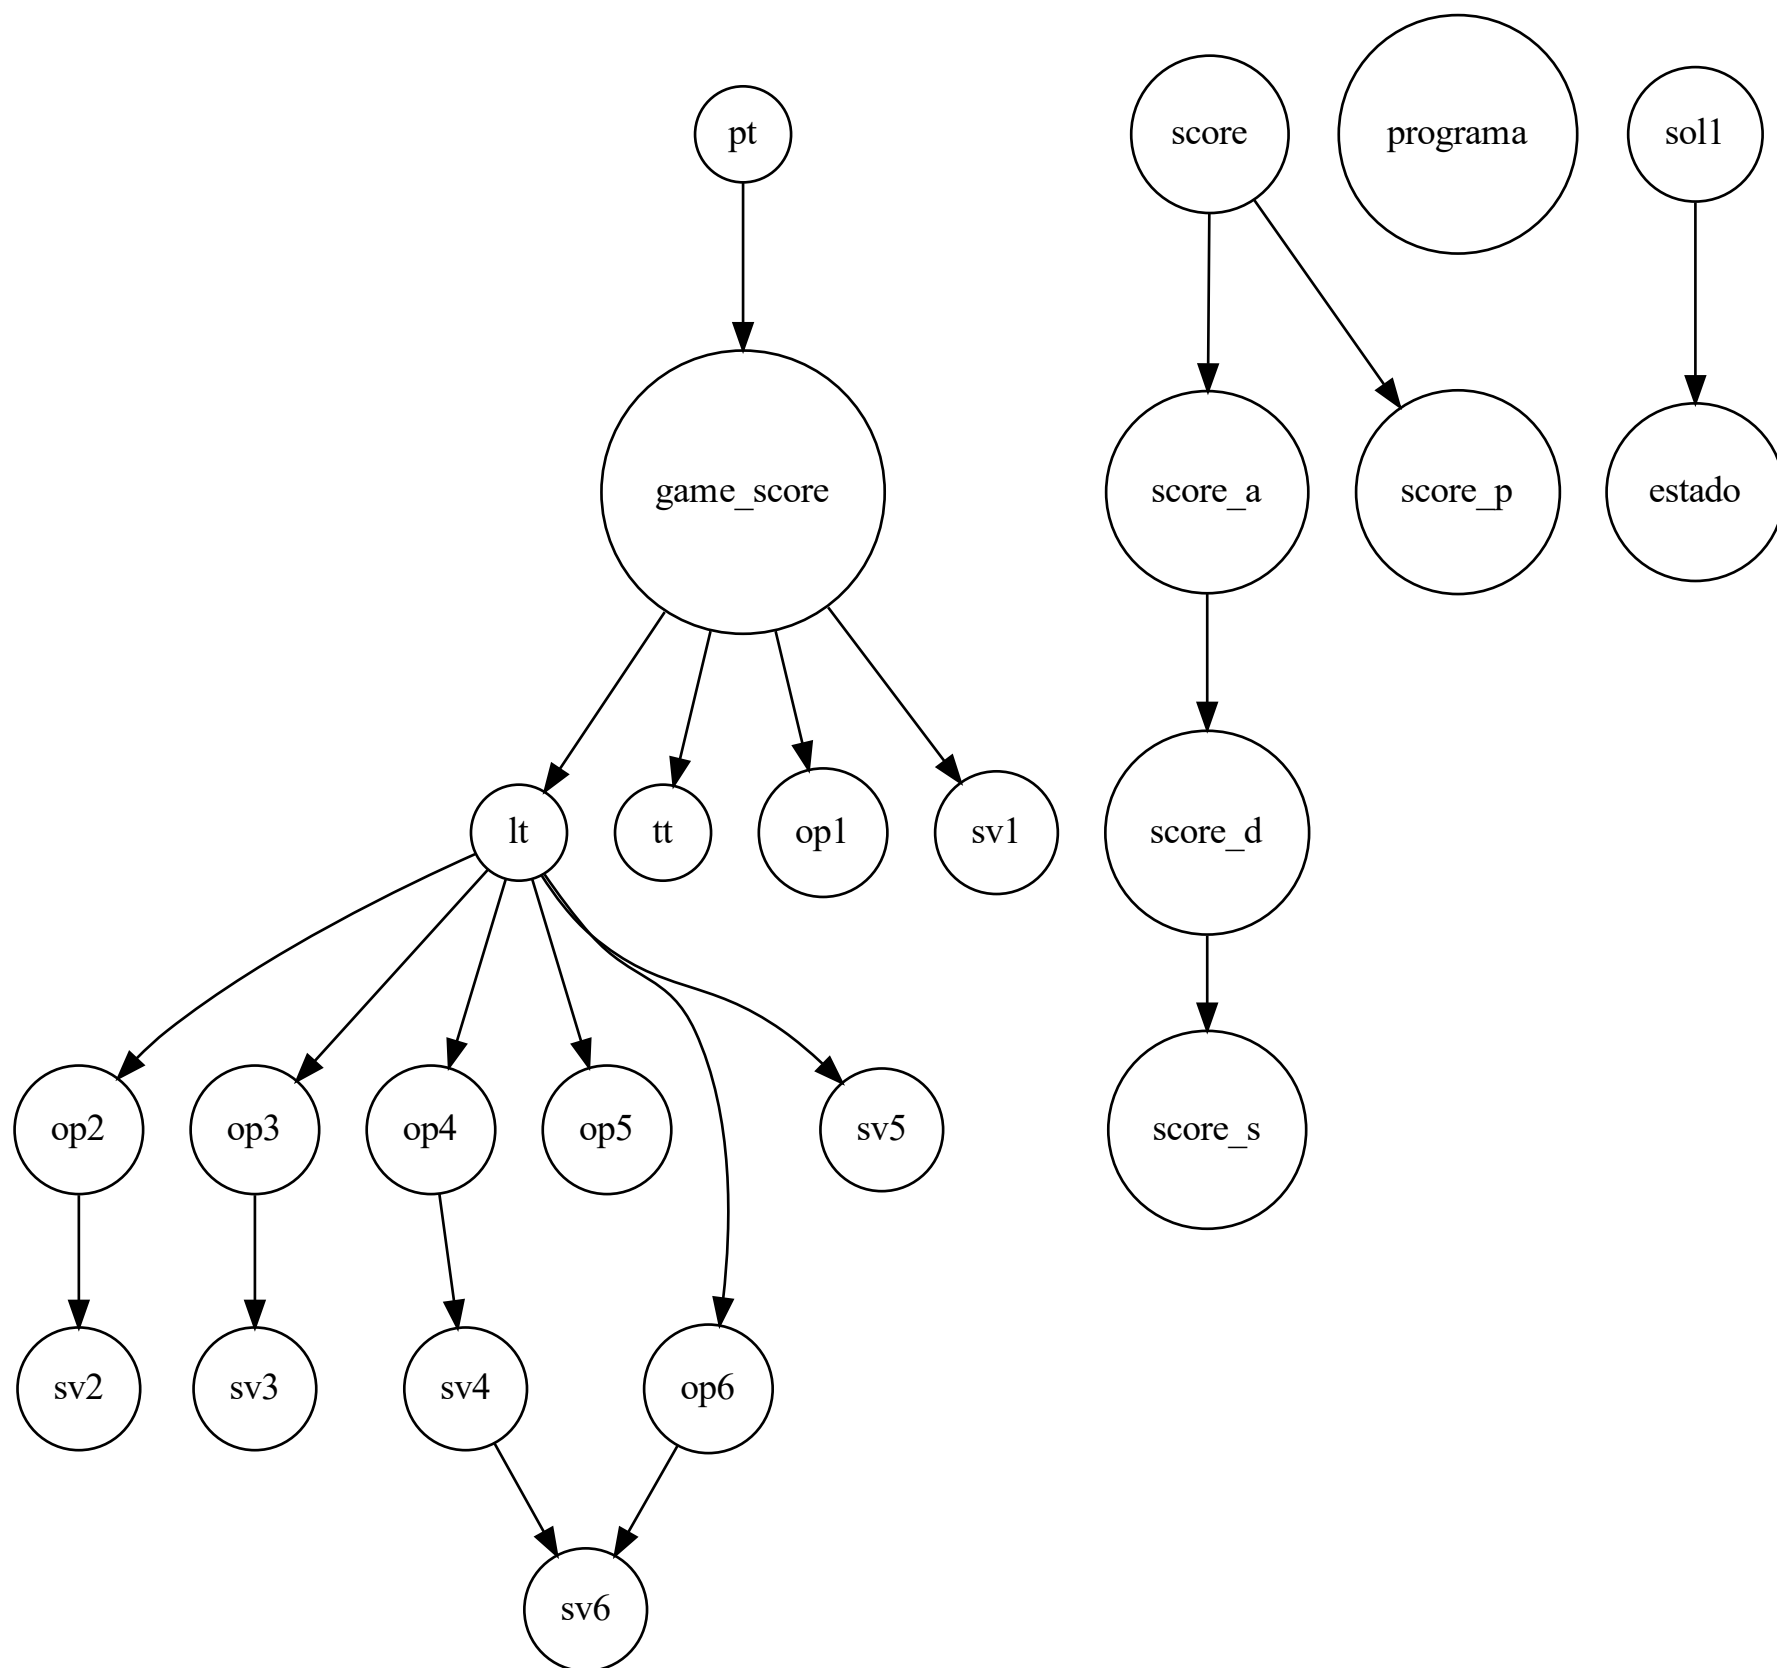 pt
score
programa
sol1
game_score
score_a
score_p
estado
lt
tt
op1
sv1
score_d
op2
op3
op4
op5
sv5
score_s
sv2
sv3
sv4
op6
sv6